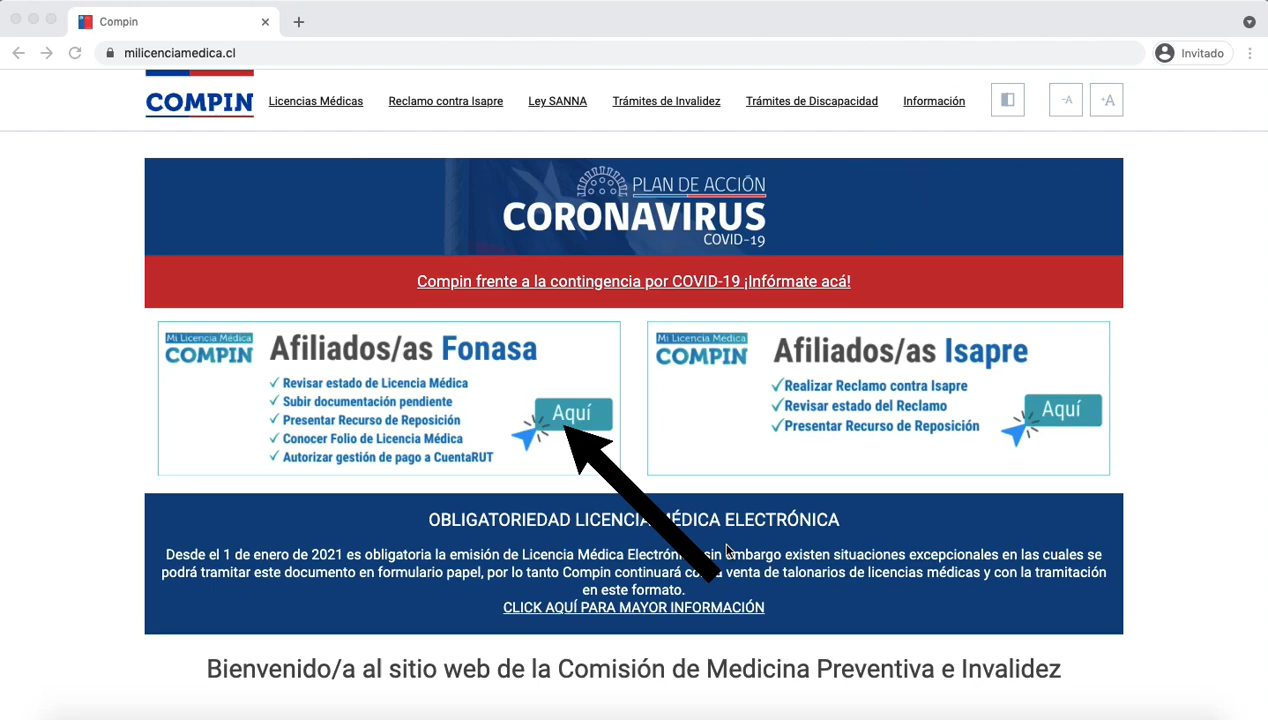 Compin
milicenciamedica.cl
Invitado
COMPIN
Licencias Médicas
Reclamo contra Isapre
Ley SANNA
Trámites de Invalidez
Trámites de Discapacidad
Información
-A
+A
PLAN DE ACCIÓN
CORONAVIRUS
COVID-19
Compin frente a la contingencia por COVID-19 ¡Infórmate acá!
Mi Licencia Médica
COMPIN
Afiliados/as Fonasa
Revisar estado de Licencia Médica
Subir documentación pendiente
Presentar Recurso de Reposición
Conocer Folio de Licencia Médica
Autorizar gestión de pago a CuentaRUT
Aquí
Mi Licencia Médica
COMPIN
Afiliados/as Isapre
Realizar Reclamo contra Isapre
Revisar estado del Reclamo
Presentar Recurso de Reposición
Aquí
OBLIGATORIEDAD LICENCIA MÉDICA ELECTRÓNICA
Desde el 1 de enero de 2021 es obligatoria la emisión de Licencia Médica Electrónica sin embargo existen situaciones excepcionales en las cuales se
podrá tramitar este documento en formulario papel, por lo tanto Compin continuará con la venta de talonarios de licencias médicas y con la tramitación
en este formato.
CLICK AQUÍ PARA MAYOR INFORMACIÓN
Bienvenido/a al sitio web de la Comisión de Medicina Preventiva e Invalidez